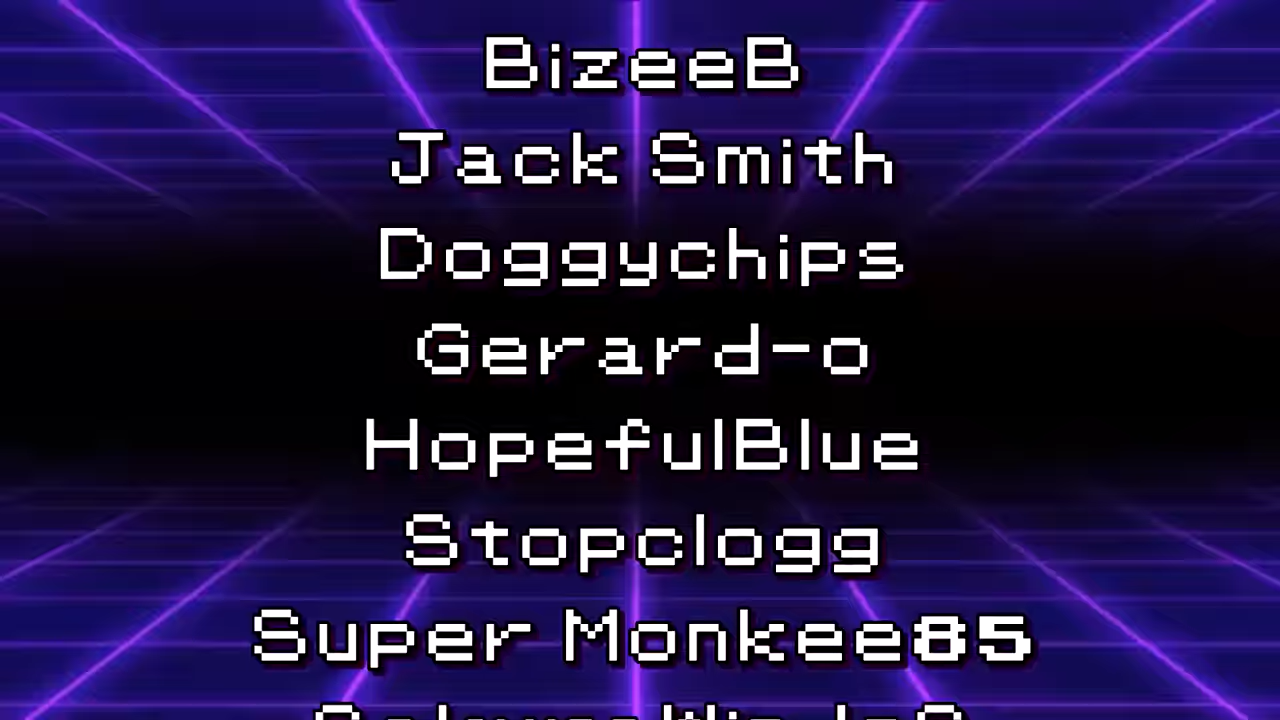 BizeeB
Jack Smith
Doggychips
Gerard-o
HopefulBlue
Stopclogg
Super Monkee85